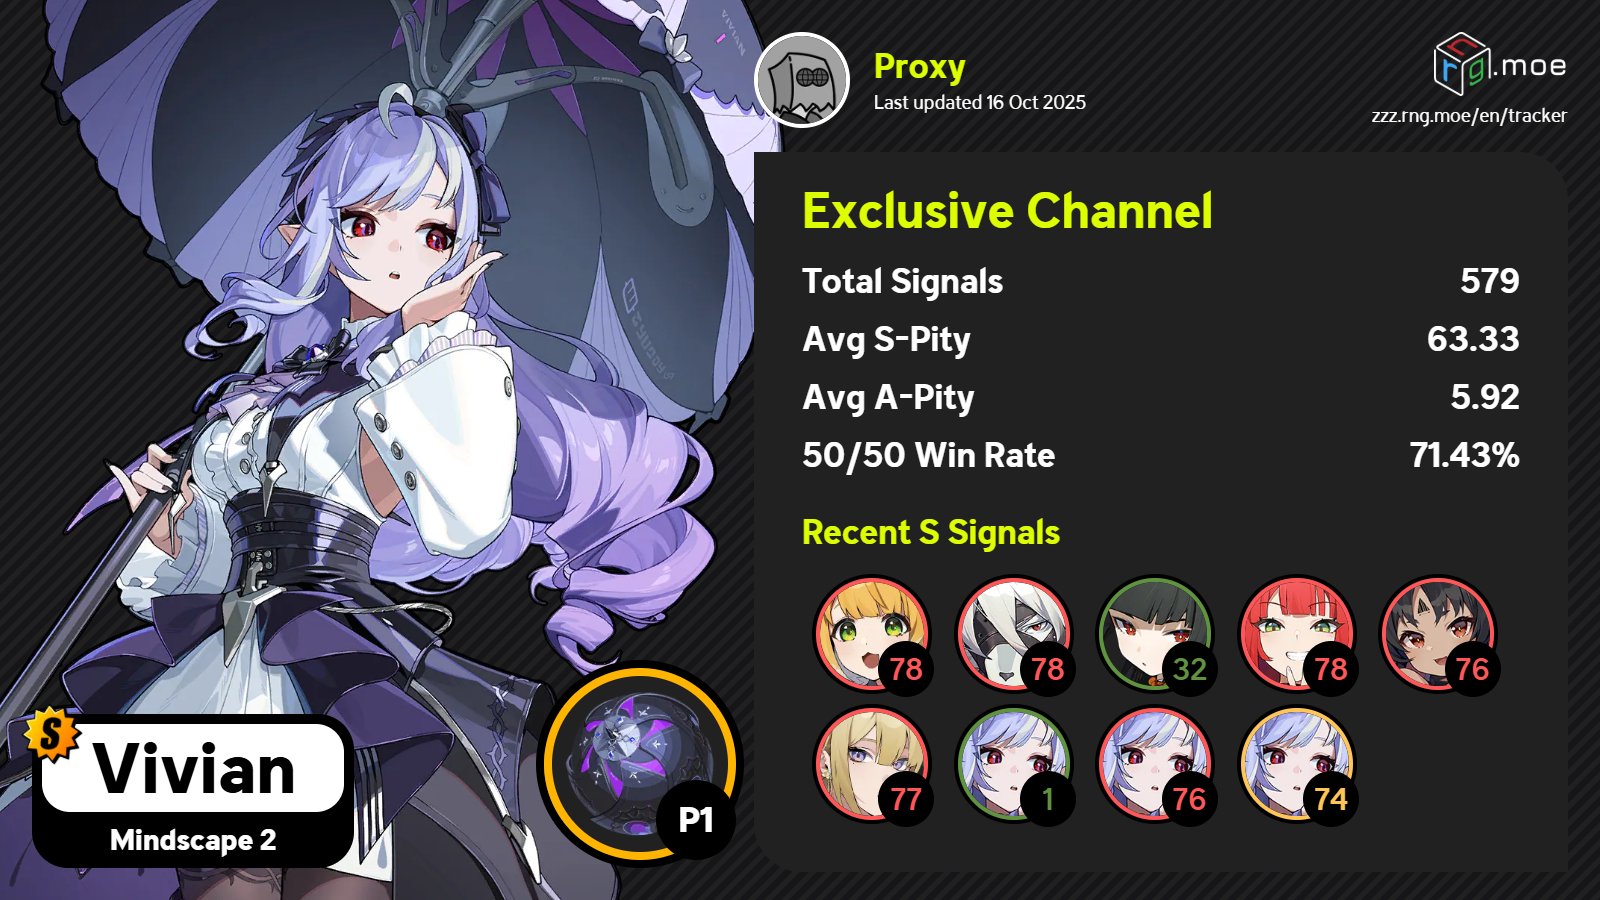 Proxy
Last updated 16 Oct 2025
rng.moe
zzz.rng.moe/en/tracker
Exclusive Channel
Total Signals 579
Avg S-Pity 63.33
Avg A-Pity 5.92
50/50 Win Rate 71.43%
Recent S Signals
78 78 32 78 76
77 1 76 74
S
Vivian
Mindscape 2
P1